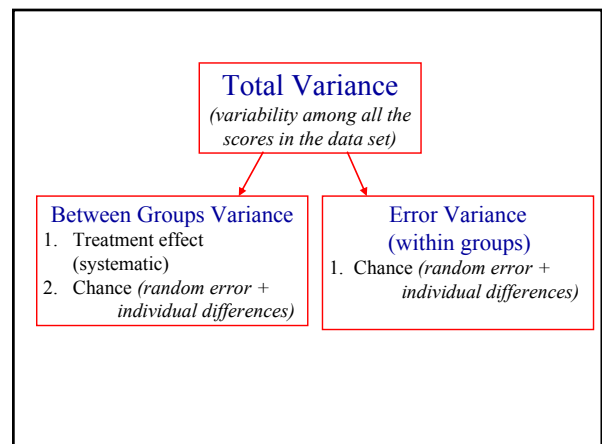 Total Variance
(variability among all the
scores in the data set)
Between Groups Variance
1. Treatment effect
(systematic)
2. Chance (random error +
individual differences)
Error Variance
(within groups)
1. Chance (random error +
individual differences)